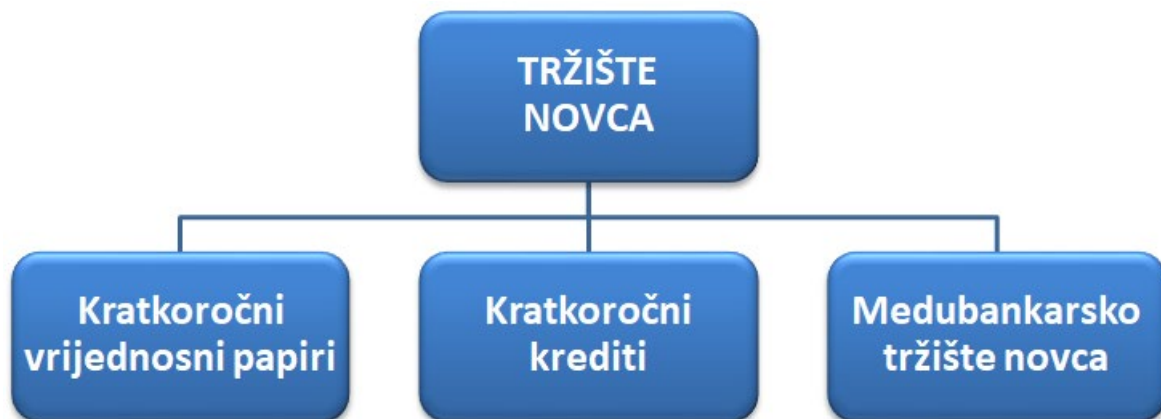 TRŽIŠTE
NOVCA
Kratkoročni
vrijednosni papiri
Kratkoročni
krediti
Medubankarsko
tržište novca